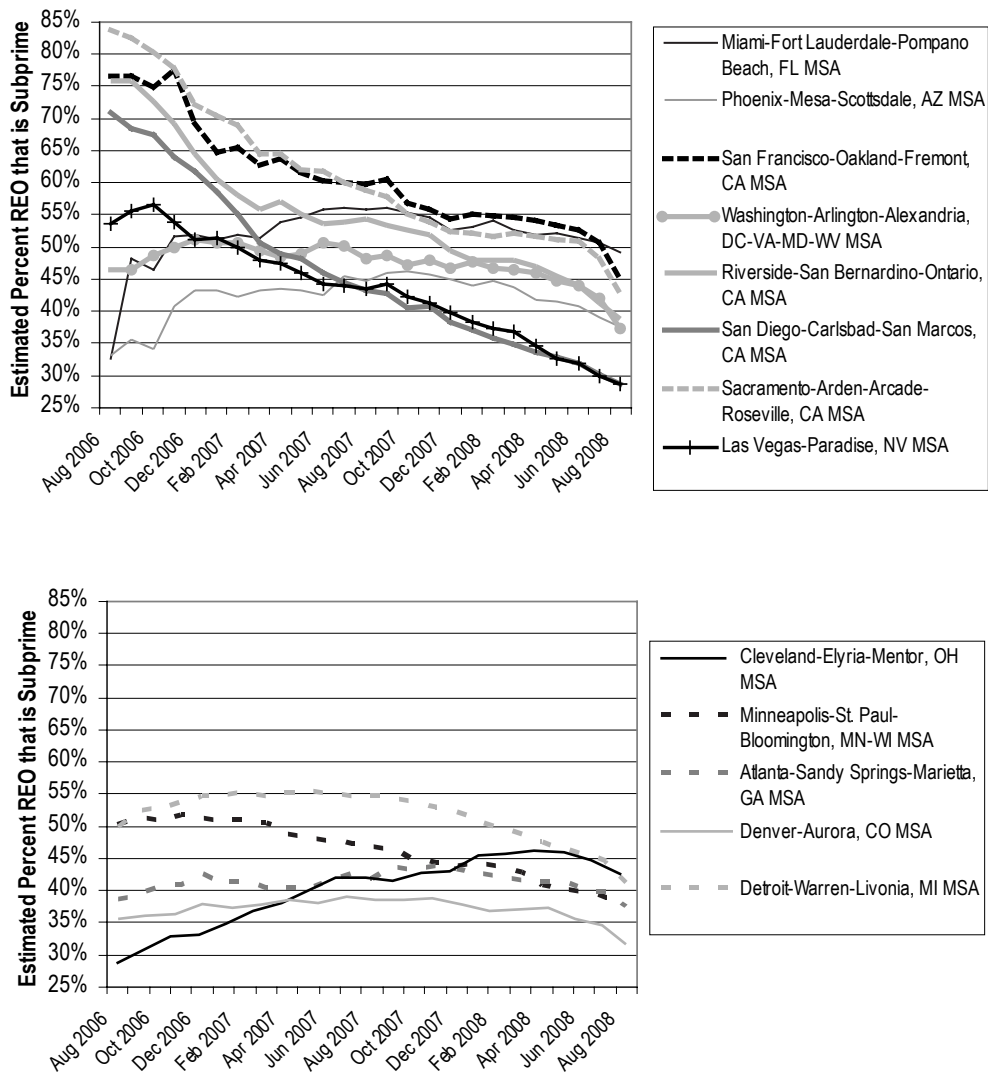 Estimated Percent REO that is Subprime
85%
80%
75%
70%
65%
60%
55%
50%
45%
40%
35%
30%
25%
Aug 2006
Oct 2006
Dec 2006
Feb 2007
Apr 2007
Jun 2007
Aug 2007
Oct 2007
Dec 2007
Feb 2008
Apr 2008
Jun 2008
Aug 2008
Miami-Fort Lauderdale-Pompano
Beach, FL MSA
Phoenix-Mesa-Scottsdale, AZ MSA
San Francisco-Oakland-Fremont,
CA MSA
Washington-Arlington-Alexandria,
DC-VA-MD-WV MSA
Riverside-San Bernardino-Ontario,
CA MSA
San Diego-Carlsbad-San Marcos,
CA MSA
Sacramento-Arden-Arcade-
Roseville, CA MSA
Las Vegas-Paradise, NV MSA
Estimated Percent REO that is Subprime
85%
80%
75%
70%
65%
60%
55%
50%
45%
40%
35%
30%
25%
Aug 2006
Oct 2006
Dec 2006
Feb 2007
Apr 2007
Jun 2007
Aug 2007
Oct 2007
Dec 2007
Feb 2008
Apr 2008
Jun 2008
Aug 2008
Cleveland-Elyria-Mentor, OH
MSA
Minneapolis-St. Paul-
Bloomington, MN-WI MSA
Atlanta-Sandy Springs-Marietta,
GA MSA
Denver-Aurora, CO MSA
Detroit-Warren-Livonia, MI MSA